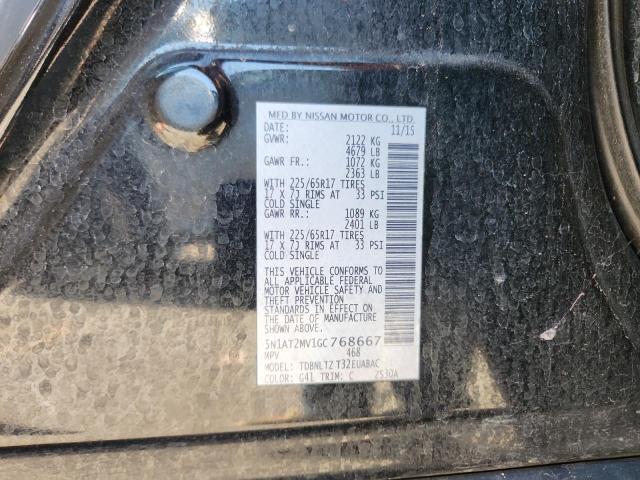 MFD BY NISSAN MOTOR CO., LTD.
DATE: 11/15
GVWR: 2122 KG
4679 LB
GAWR FR.: 1072 KG
2363 LB
WITH 225/65R17 TIRES
17 X 7J RIMS AT 33 PSI
COLD SINGLE
GAWR RR.: 1089 KG
2401 LB
WITH 225/65R17 TIRES
17 X 7J RIMS AT 33 PSI
COLD SINGLE
THIS VEHICLE CONFORMS TO
ALL APPLICABLE FEDERAL
MOTOR VEHICLE SAFETY AND
THEFT PREVENTION
STANDARDS IN EFFECT ON
THE DATE OF MANUFACTURE
SHOWN ABOVE.
5N1AT2MV1GC768667
MPV 468
MODEL: TDBNLTZ T32EUABAC
COLOR: G41 TRIM: C ZS30A